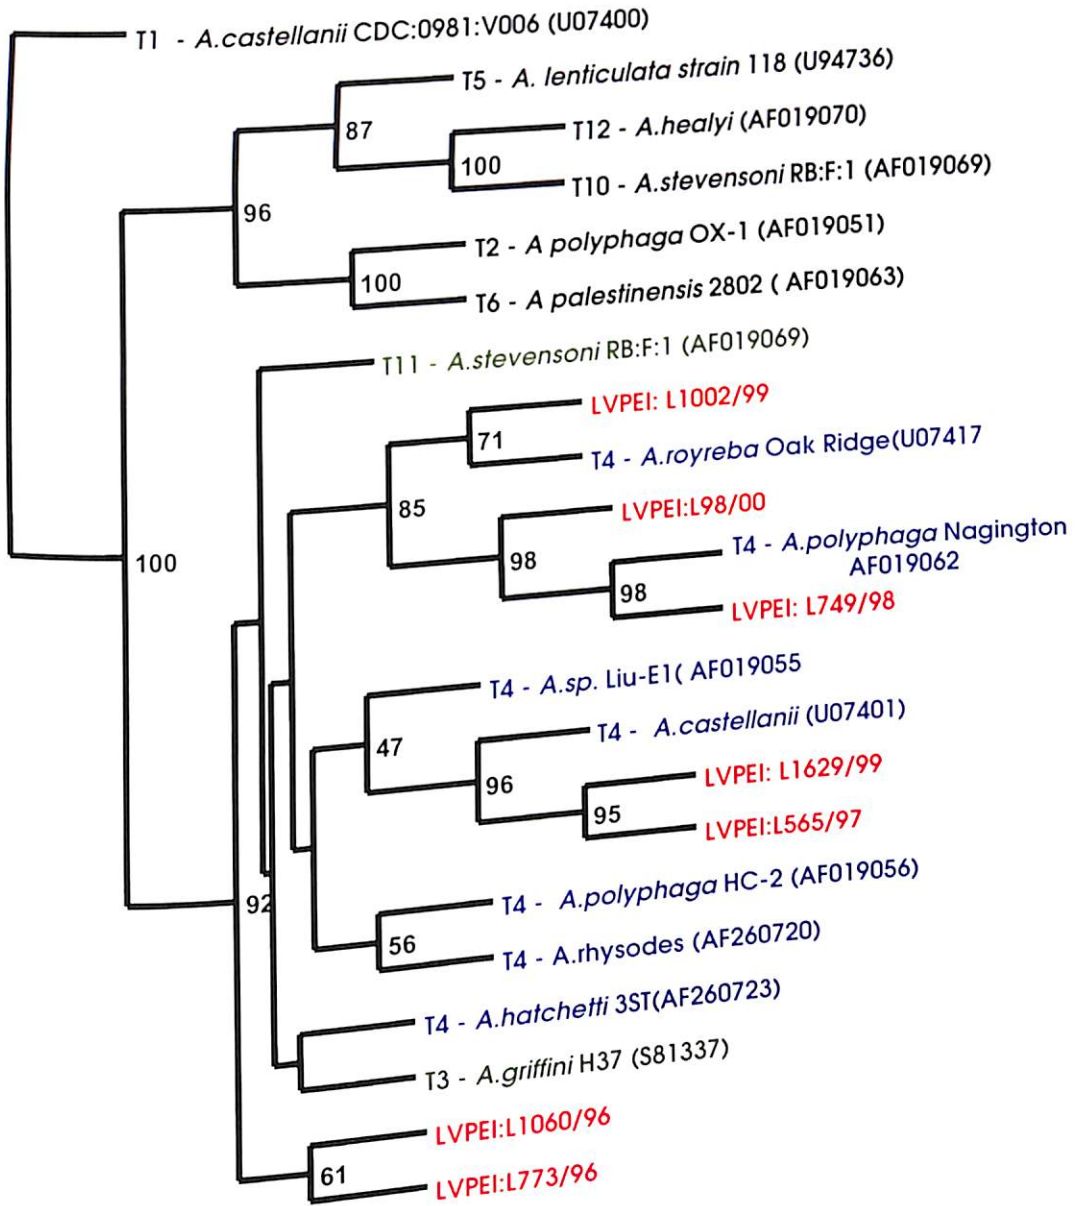 T1 - A.castellanii CDC:0981:V006 (U07400)
T5 - A. lenticulata strain 118 (U94736)
87
T12 - A.healyi (AF019070)
100
T10 - A.stevensoni RB:F:1 (AF019069)
96
T2 - A polyphaga OX-1 (AF019051)
100
T6 - A palestinensis 2802 ( AF019063)
T11 - A.stevensoni RB:F:1 (AF019069)
LVPEI: L1002/99
71
T4 - A.royreba Oak Ridge(U07417
85
LVPEI:L98/00
98
T4 - A.polyphaga Nagington
AF019062
100
98
LVPEI: L749/98
T4 - A.sp. Liu-E1( AF019055
47
T4 - A.castellanii (U07401)
96
LVPEI: L1629/99
95
LVPEI:L565/97
T4 - A.polyphaga HC-2 (AF019056)
92
56
T4 - A.rhysodes (AF260720)
T4 - A.hatchetti 3ST(AF260723)
T3 - A.griffini H37 (S81337)
LVPEI:L1060/96
61
LVPEI:L773/96